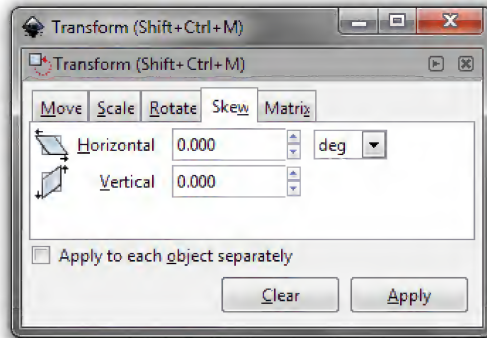 Transform (Shift+Ctrl+M)
Transform (Shift+Ctrl+M)
Move Scale Rotate Skew Matrix
Horizontal 0.000 deg
Vertical 0.000
Apply to each object separately
Clear Apply